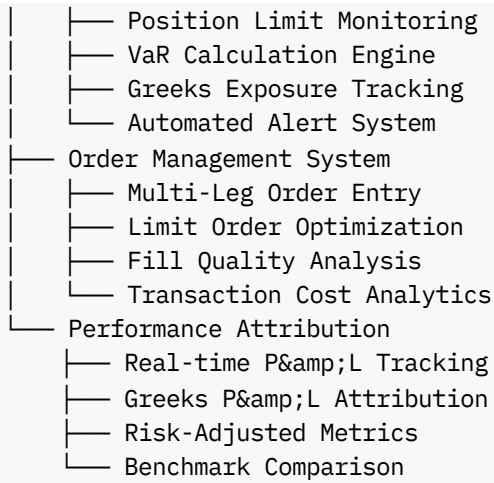 │   ├── Position Limit Monitoring
│   ├── VaR Calculation Engine
│   ├── Greeks Exposure Tracking
│   └── Automated Alert System
├── Order Management System
│   ├── Multi-Leg Order Entry
│   ├── Limit Order Optimization
│   ├── Fill Quality Analysis
│   └── Transaction Cost Analytics
└── Performance Attribution
    ├── Real-time P&amp;L Tracking
    ├── Greeks P&amp;L Attribution
    ├── Risk-Adjusted Metrics
    └── Benchmark Comparison